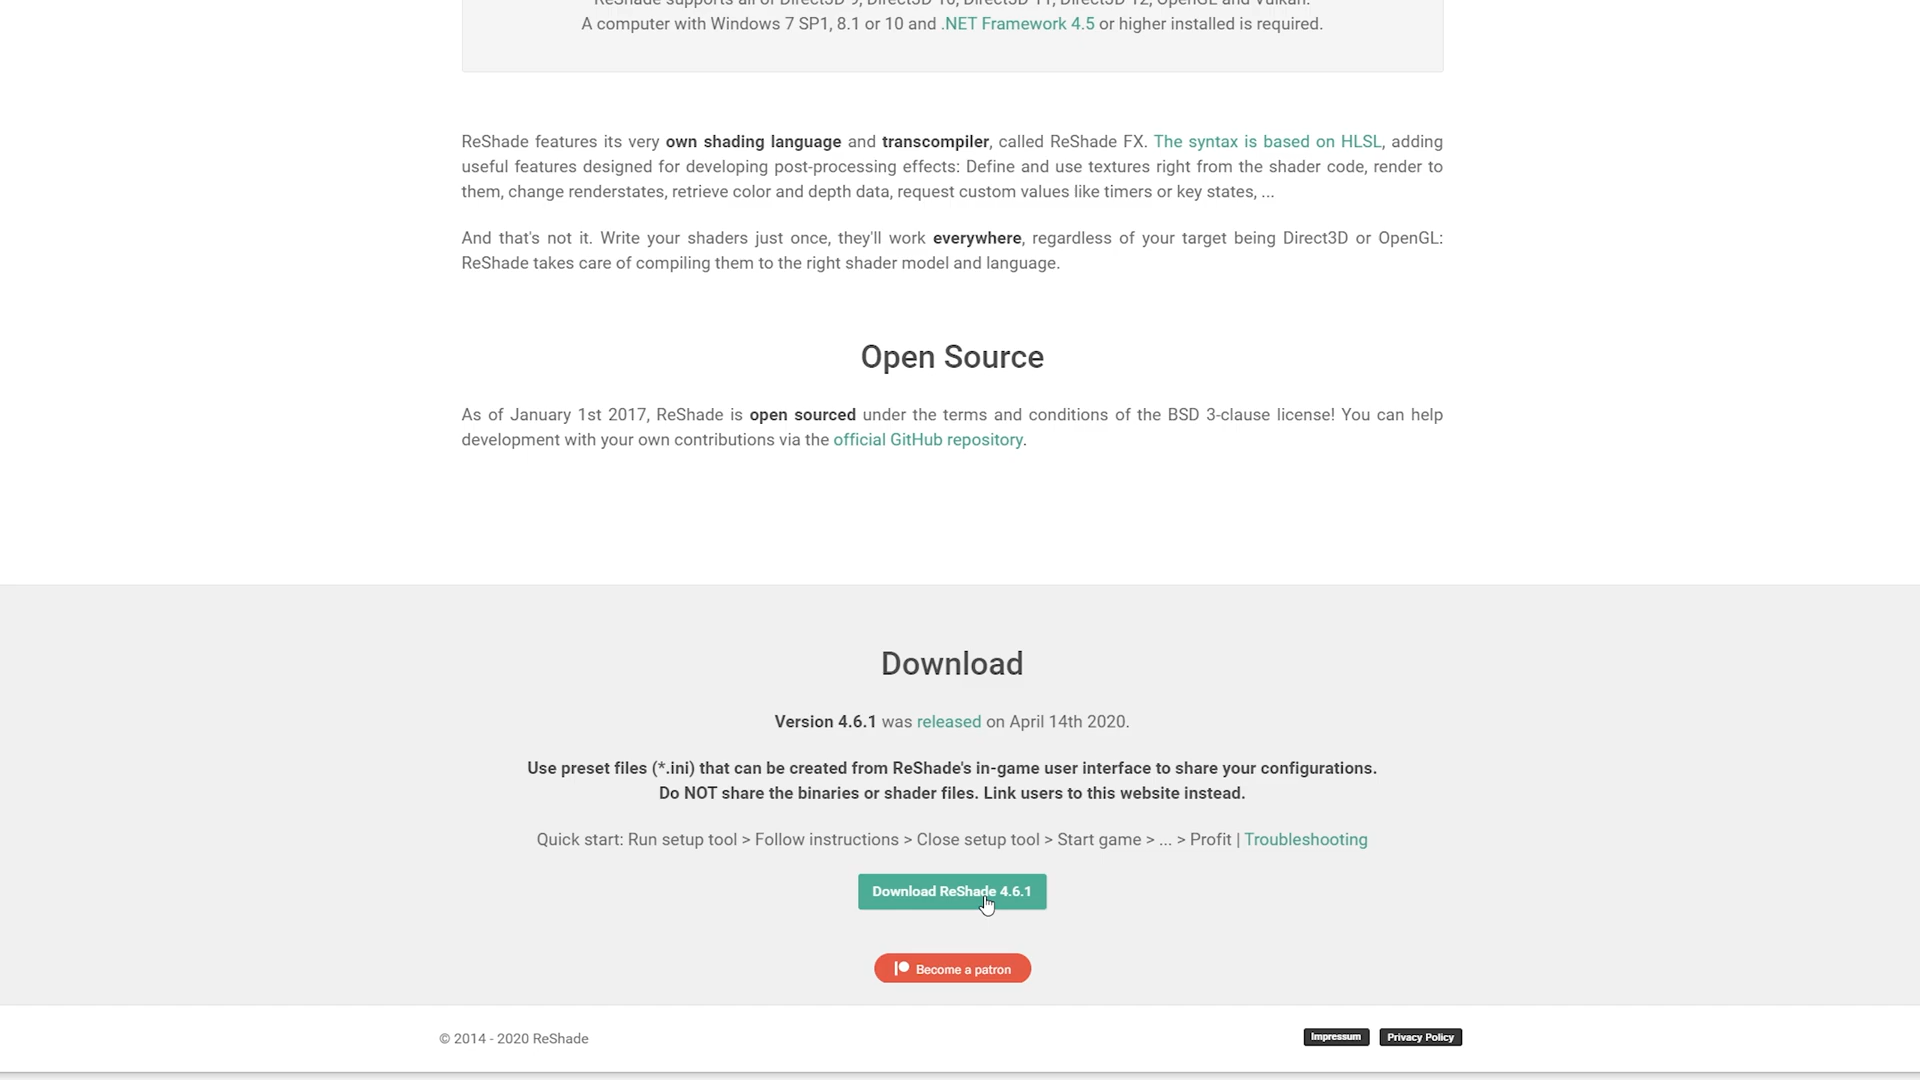 ReShade supports all of Direct3D 9, Direct3D 10, Direct3D 11, Direct3D 12, OpenGL and Vulkan.
A computer with Windows 7 SP1, 8.1 or 10 and .NET Framework 4.5 or higher installed is required.
ReShade features its very own shading language and transcompiler, called ReShade FX. The syntax is based on HLSL, adding
useful features designed for developing post-processing effects: Define and use textures right from the shader code, render to
them, change renderstates, retrieve color and depth data, request custom values like timers or key states, ...
And that's not it. Write your shaders just once, they'll work everywhere, regardless of your target being Direct3D or OpenGL:
ReShade takes care of compiling them to the right shader model and language.
Open Source
As of January 1st 2017, ReShade is open sourced under the terms and conditions of the BSD 3-clause license! You can help
development with your own contributions via the official GitHub repository.
Download
Version 4.6.1 was released on April 14th 2020.
Use preset files (*.ini) that can be created from ReShade's in-game user interface to share your configurations.
Do NOT share the binaries or shader files. Link users to this website instead.
Quick start: Run setup tool > Follow instructions > Close setup tool > Start game > ... > Profit | Troubleshooting
Download ReShade 4.6.1
Become a patron
© 2014 - 2020 ReShade
Impressum
Privacy Policy